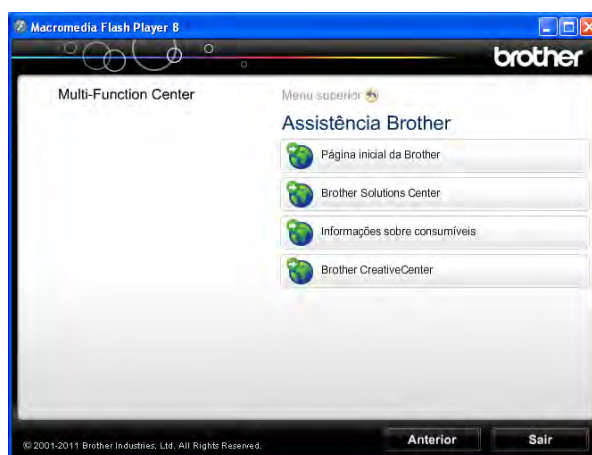 Macromedia Flash Player 8
brother
Multi-Function Center
Menu superior
Assistência Brother
Página inicial da Brother
Brother Solutions Center
Informações sobre consumíveis
Brother CreativeCenter
© 2001-2011 Brother Industries, Ltd. All Rights Reserved.
Anterior
Sair